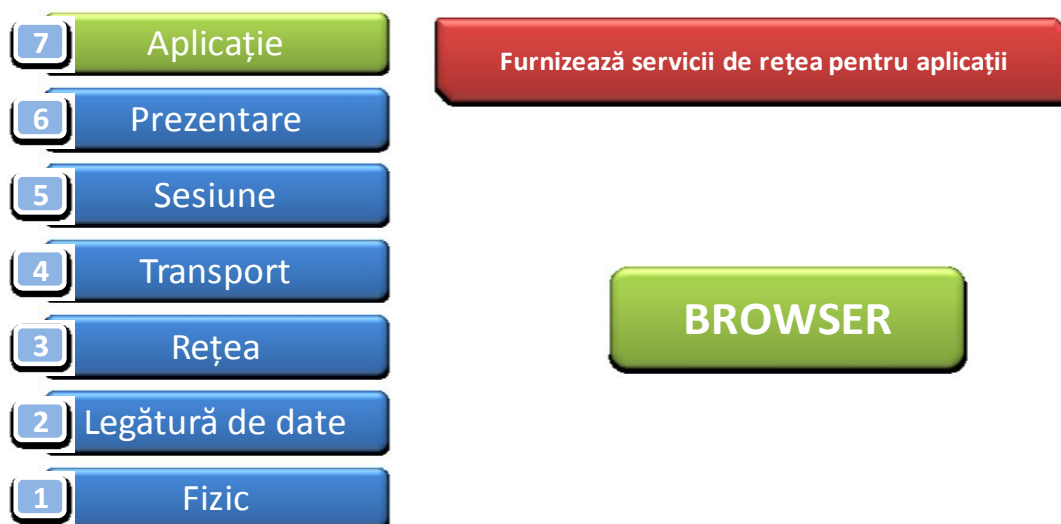 7 Aplicație
6 Prezentare
5 Sesiune
4 Transport
3 Rețea
2 Legătură de date
1 Fizic
Furnizează servicii de rețea pentru aplicații
BROWSER